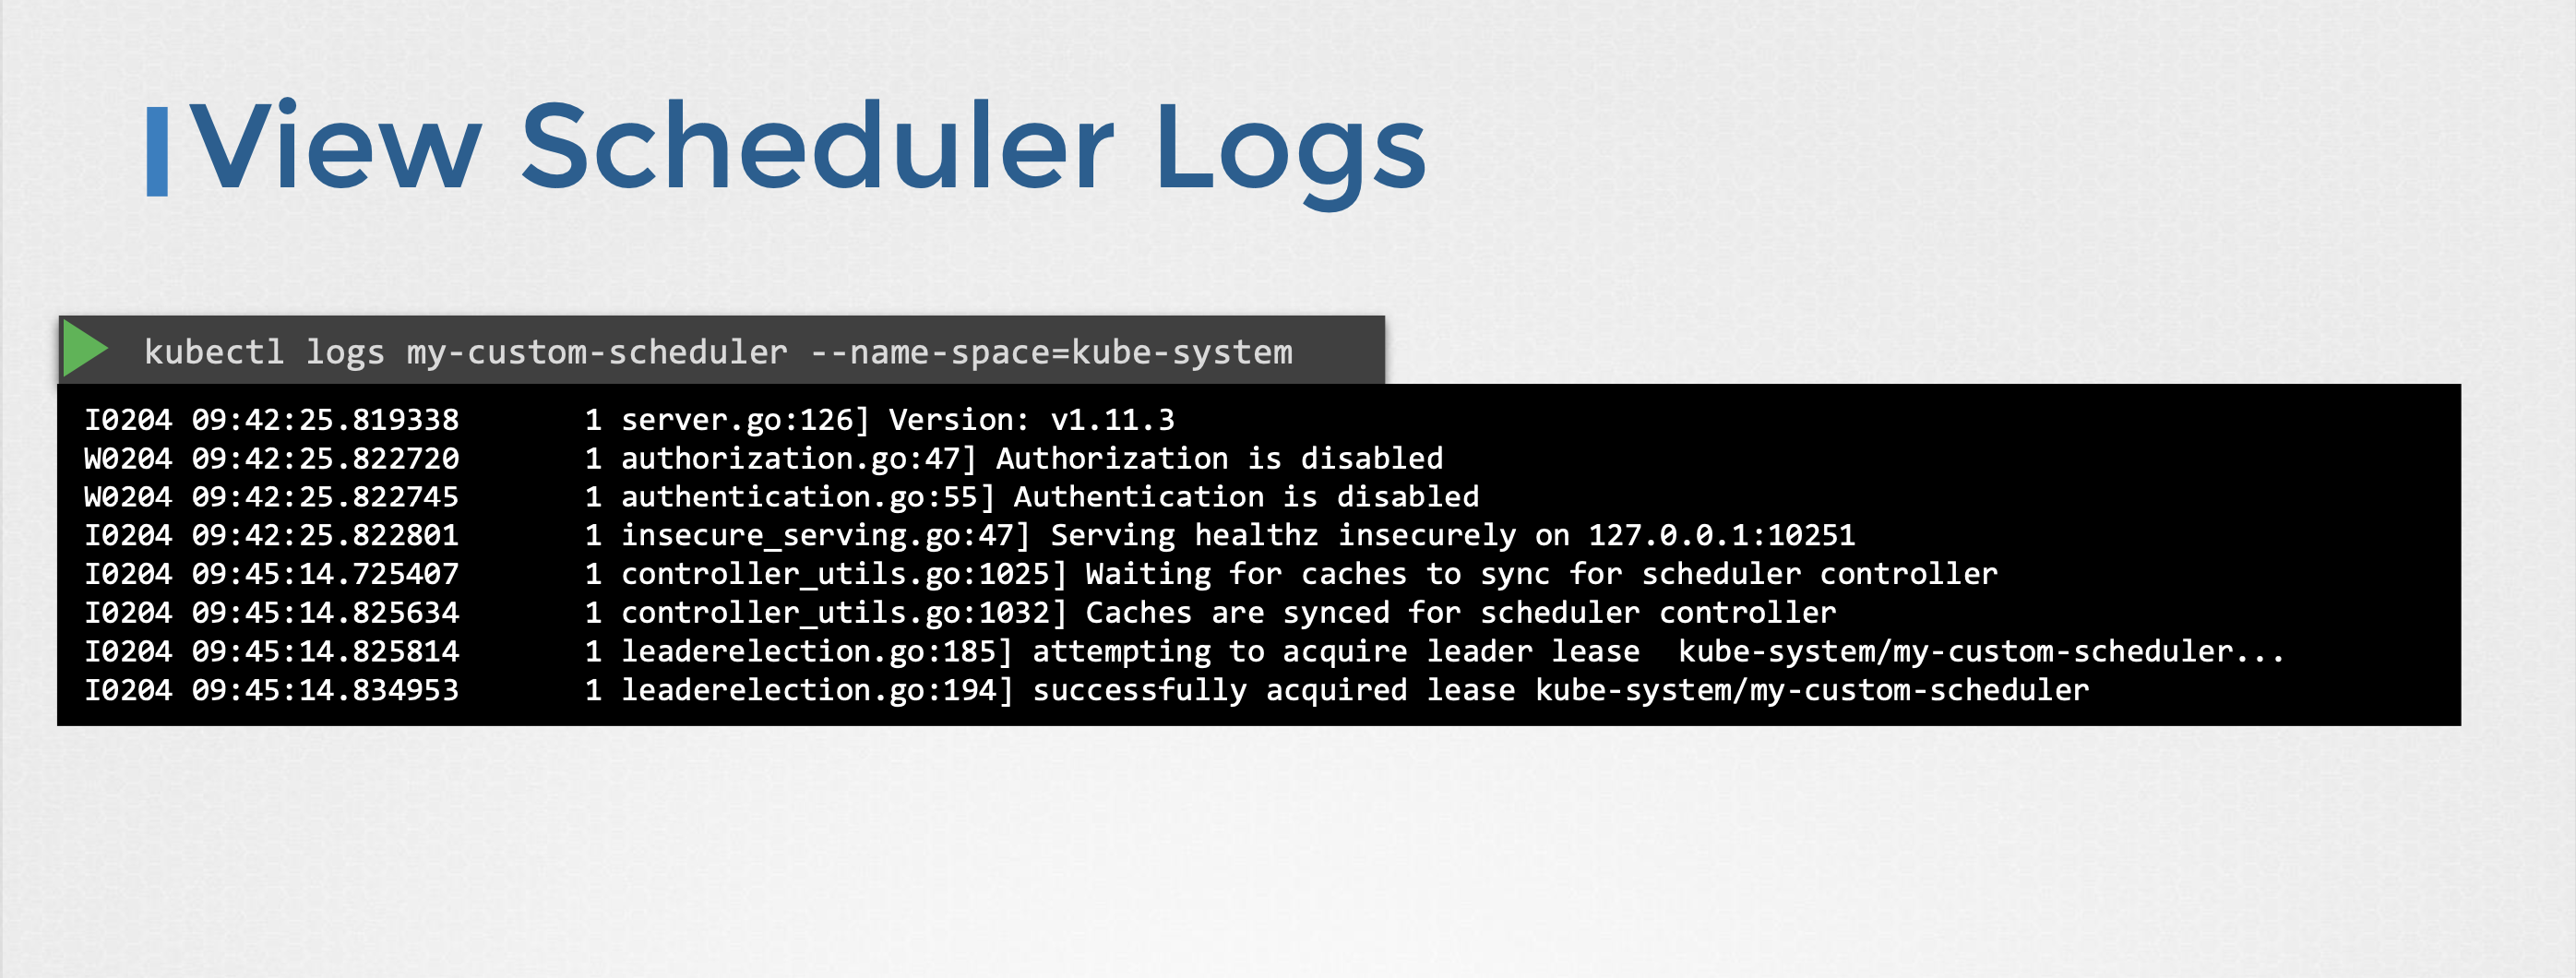 View Scheduler Logs
kubectl logs my-custom-scheduler --name-space=kube-system
I0204 09:42:25.819338       1 server.go:126] Version: v1.11.3
W0204 09:42:25.822720       1 authorization.go:47] Authorization is disabled
W0204 09:42:25.822745       1 authentication.go:55] Authentication is disabled
I0204 09:42:25.822801       1 insecure_serving.go:47] Serving healthz insecurely on 127.0.0.1:10251
I0204 09:45:14.725407       1 controller_utils.go:1025] Waiting for caches to sync for scheduler controller
I0204 09:45:14.825634       1 controller_utils.go:1032] Caches are synced for scheduler controller
I0204 09:45:14.825814       1 leaderelection.go:185] attempting to acquire leader lease  kube-system/my-custom-scheduler...
I0204 09:45:14.834953       1 leaderelection.go:194] successfully acquired lease kube-system/my-custom-scheduler